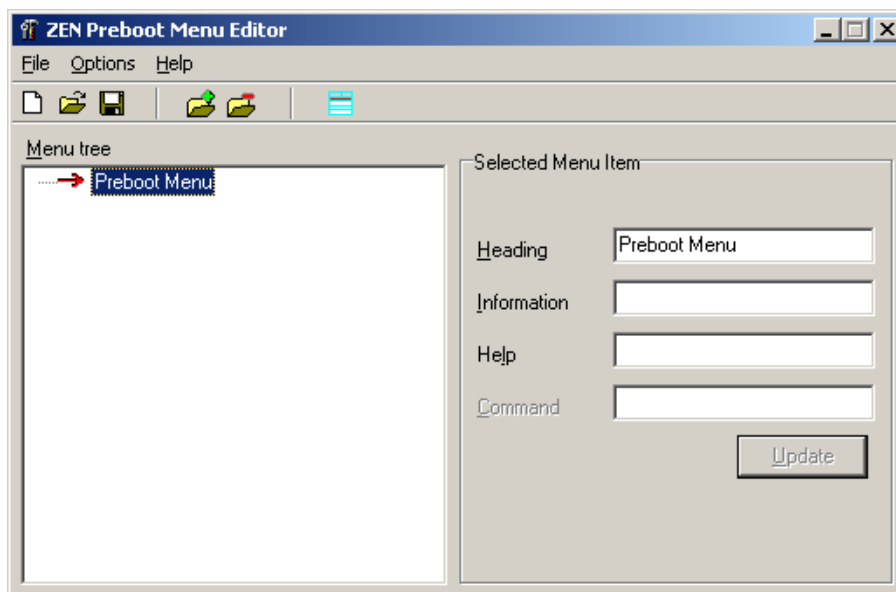 ZEN Preboot Menu Editor
File Options Help
Menu tree
Preboot Menu
Selected Menu Item
Heading
Preboot Menu
Information
Help
Command
Update